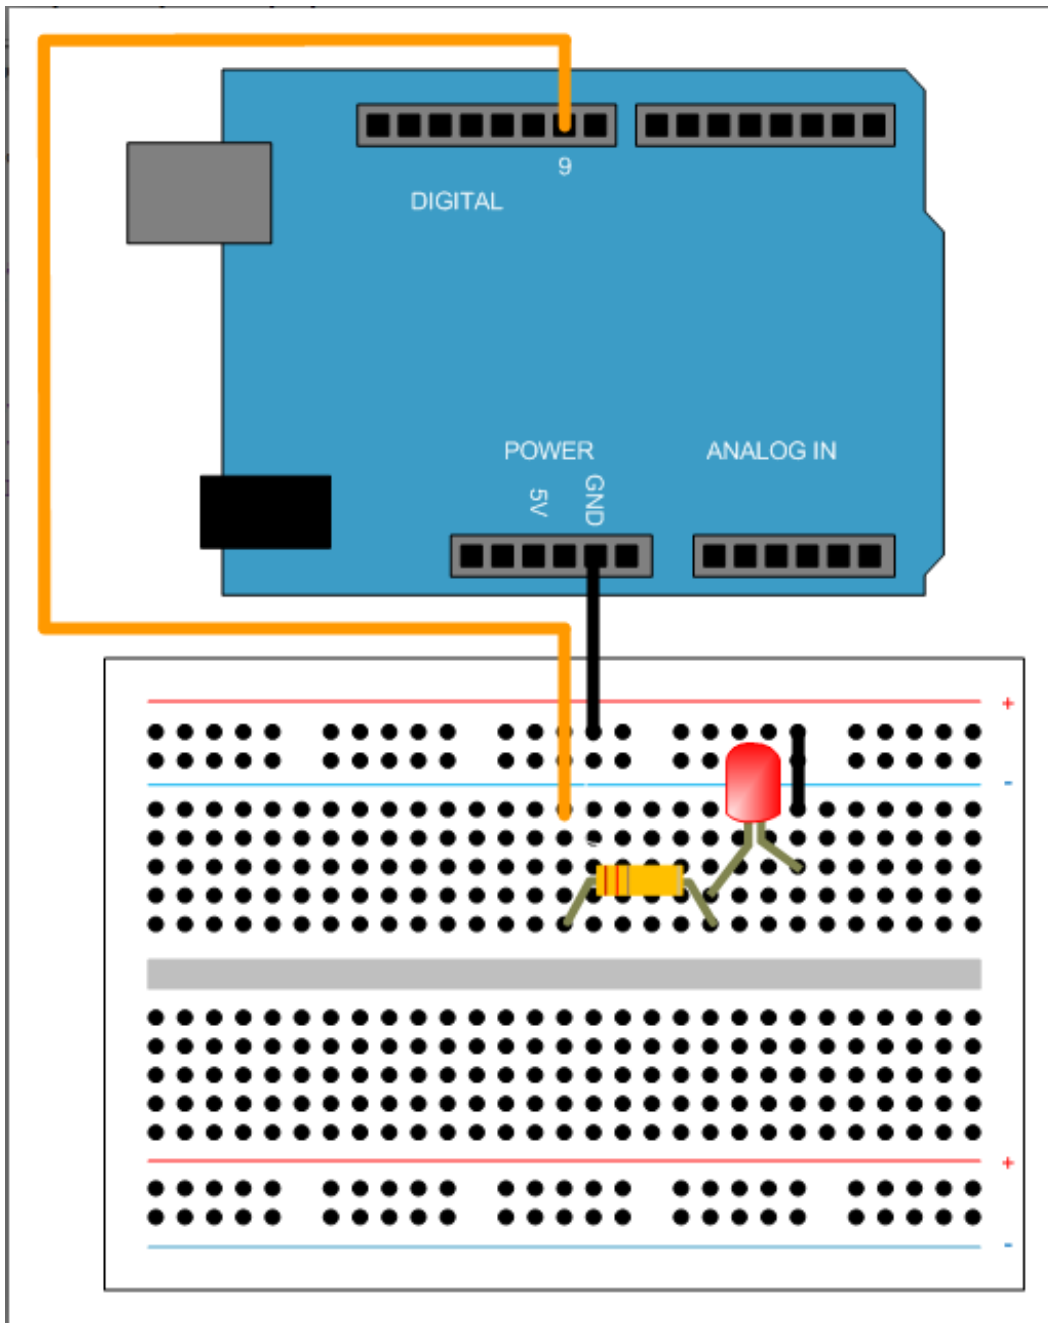 9
DIGITAL
POWER
ANALOG IN
5V
GND
+
-
+
-